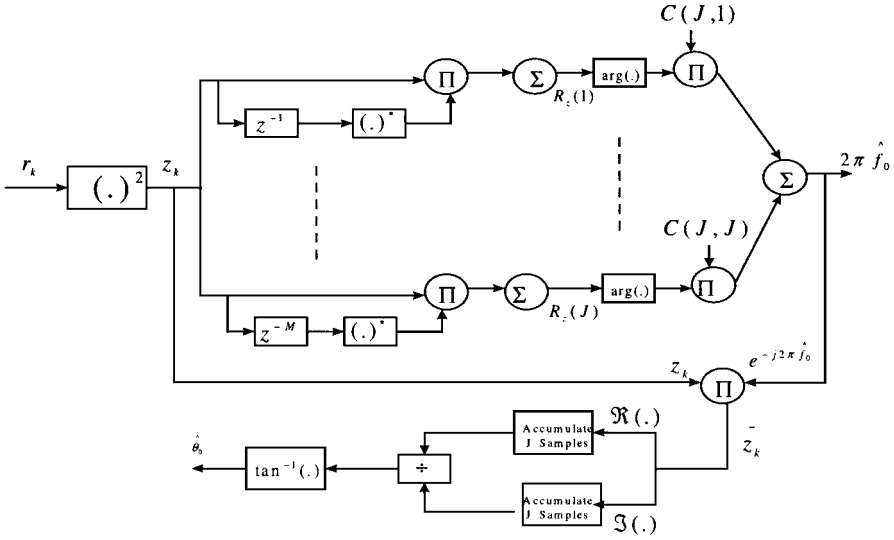 C(J,1)
Π
Σ
arg(.)
Π
R_z(1)
z^{-1}
(.)^*
r_k
(.)^2
z_k
Σ
2π f̂_0
C(J,J)
Π
Σ
arg(.)
Π
R_z(J)
z^{-M}
(.)^*
z_k
Π
e^{-j2π f̂_0}
ℜ(.)
Accumulate
J Samples
z̄_k
θ̂_0
tan^{-1}(.)
÷
Accumulate
J Samples
ℑ(.)